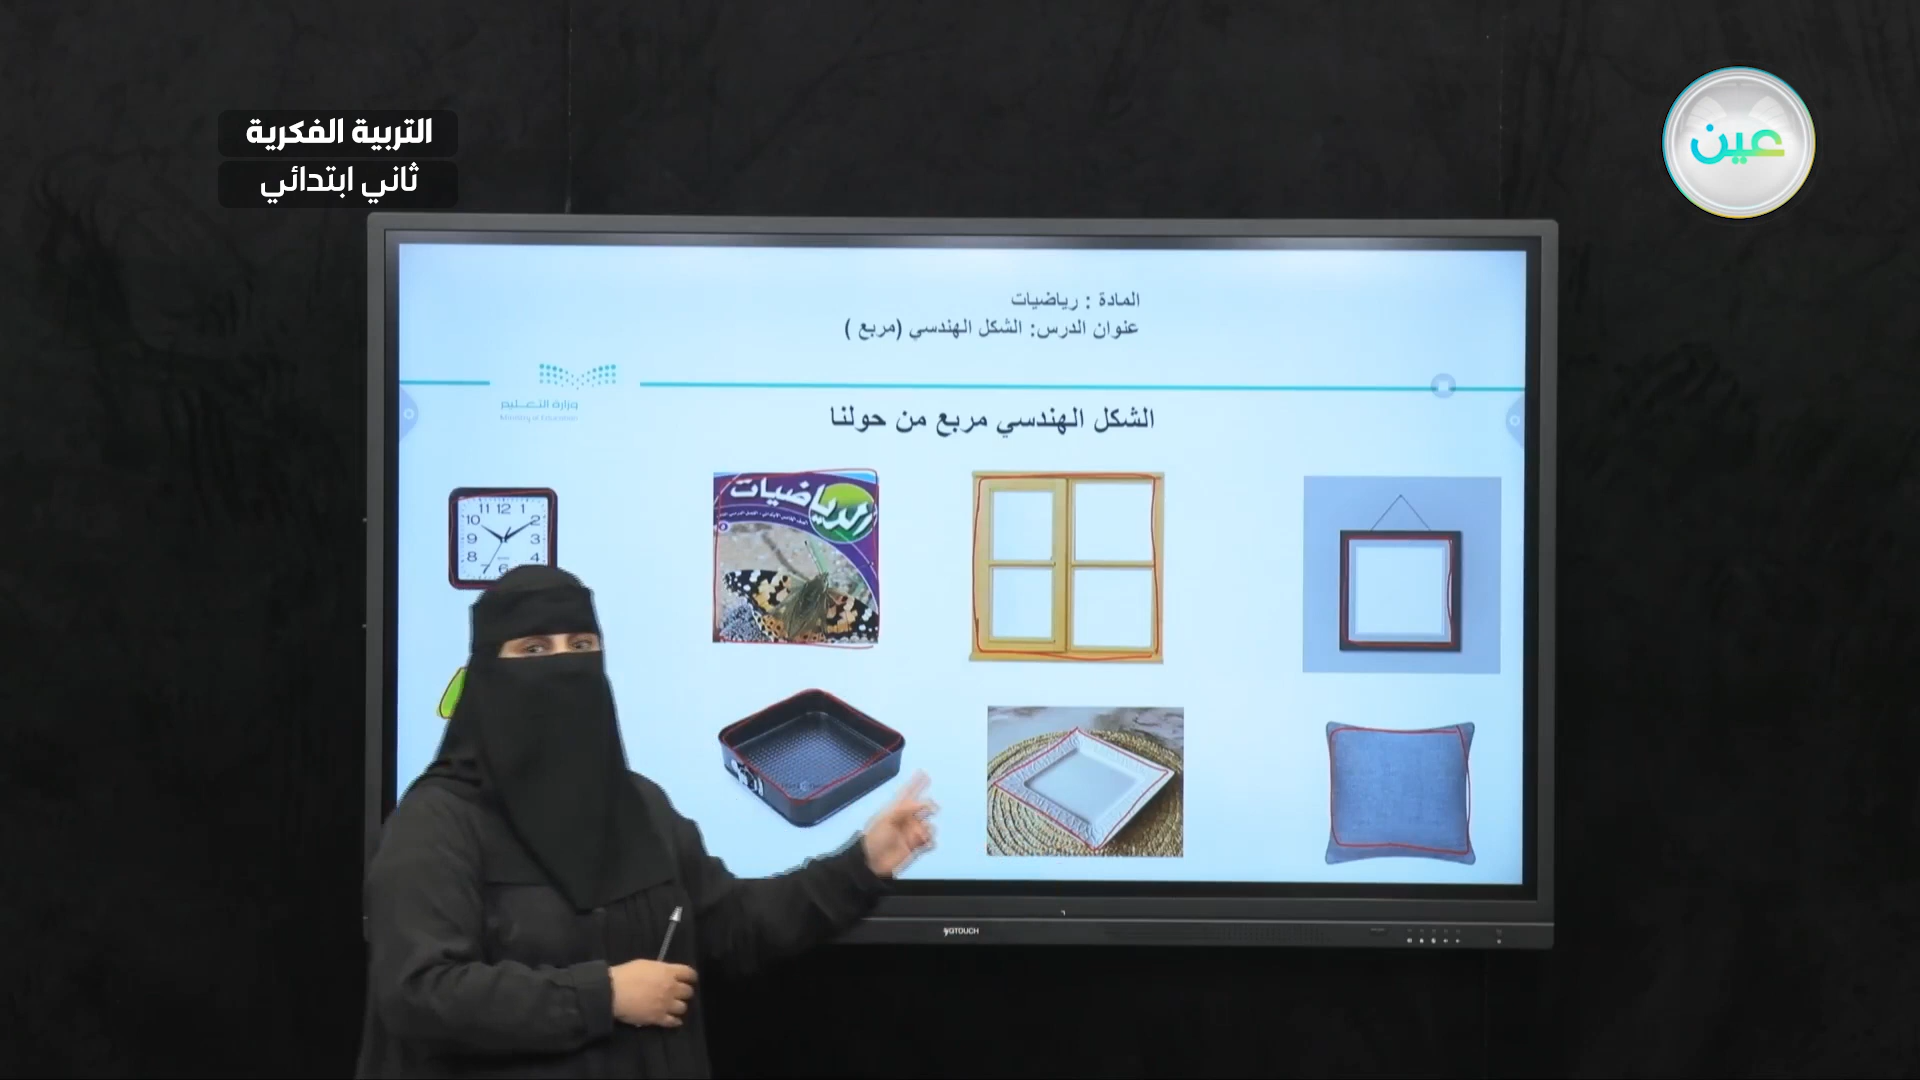 التربية الفكرية
ثاني ابتدائي
عين
المادة : رياضيات
عنوان الدرس: الشكل الهندسي (مربع )
وزارة التعليم
Ministry of Education
الشكل الهندسي مربع من حولنا
الرياضيات
11 12 1
10 2
9 3
8 4
7 6
TOUCH